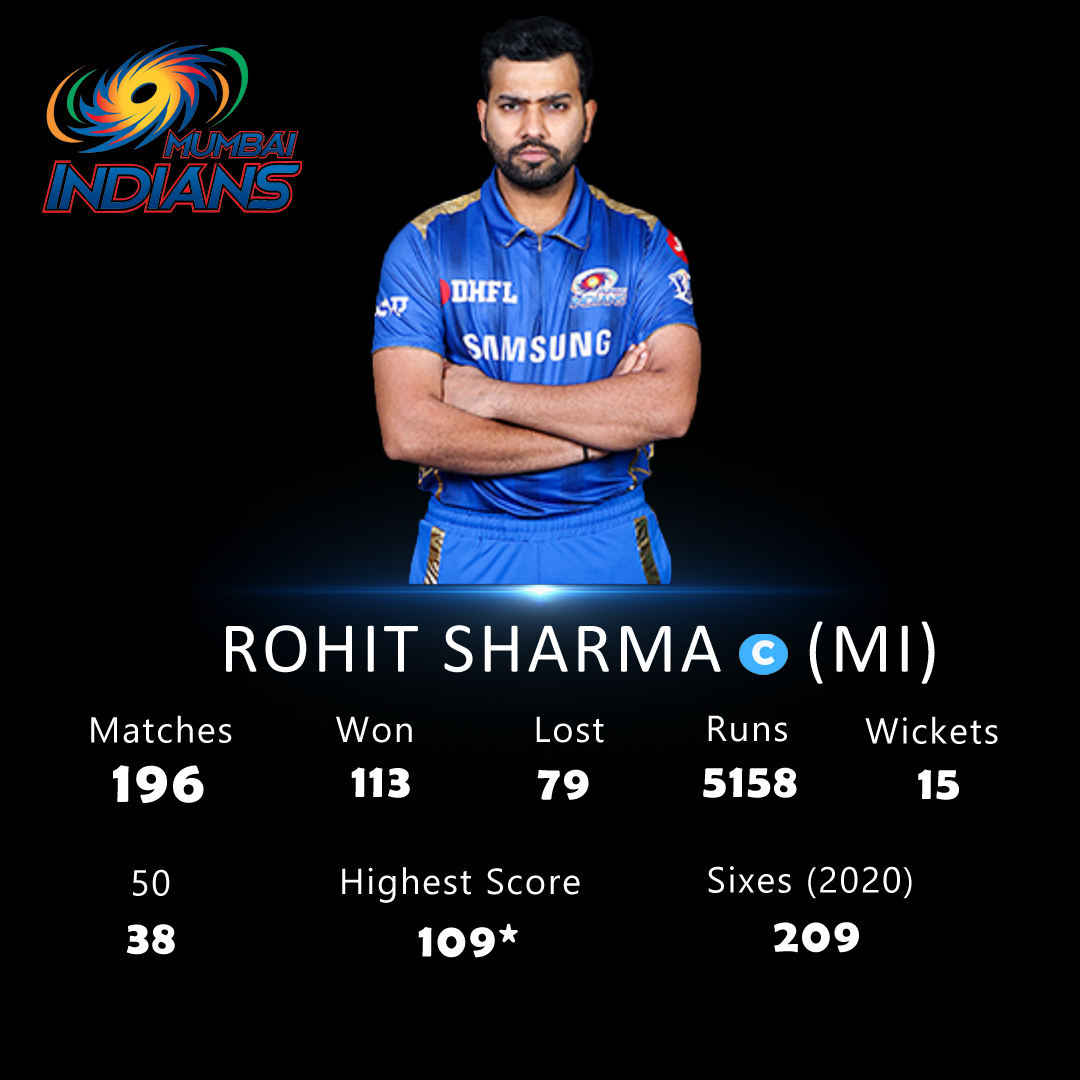 MUMBAI
INDIANS
DHFL
INDIANS
SAMSUNG
ROHIT SHARMA C (MI)
Matches Won Lost Runs Wickets
196 113 79 5158 15
50 Highest Score Sixes (2020)
38 109* 209